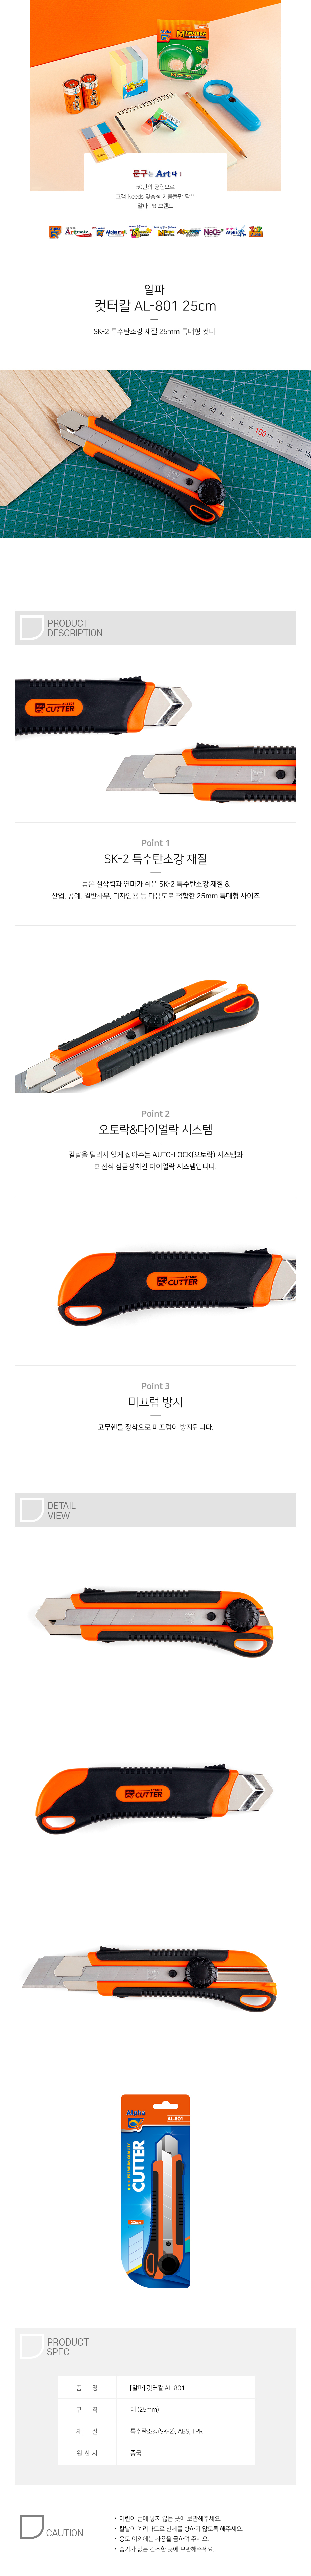 문구는 Art다!
50년의 경험으로
고객 Needs 맞춤형 제품들만 담은
알파 PB 브랜드
알파
컷터칼 AL-801 25cm
SK-2 특수탄소강 재질 25mm 특대형 컷터
PRODUCT
DESCRIPTION
CUTTER
Point 1
SK-2 특수탄소강 재질
높은 절삭력과 연마가 쉬운 SK-2 특수탄소강 재질 &
산업, 공예, 일반사무, 디자인용 등 다용도로 적합한 25mm 특대형 사이즈
Point 2
오토락&다이얼락 시스템
칼날을 밀리지 않게 잡아주는 AUTO-LOCK(오토락) 시스템과
회전식 잠금장치인 다이얼락 시스템입니다.
CUTTER
Point 3
미끄럼 방지
고무핸들 장착으로 미끄럼이 방지됩니다.
DETAIL
VIEW
CUTTER
Alpha
AL-801
CUTTER
25mm
PRODUCT
SPEC
품 명 [알파] 컷터칼 AL-801
규 격 대 (25mm)
재 질 특수탄소강(SK-2), ABS, TPR
원 산 지 중국
CAUTION
• 어린이 손에 닿지 않는 곳에 보관해주세요.
• 칼날이 예리하므로 신체를 향하지 않도록 해주세요.
• 용도 이외에는 사용을 금하여 주세요.
• 습기가 없는 건조한 곳에 보관해주세요.